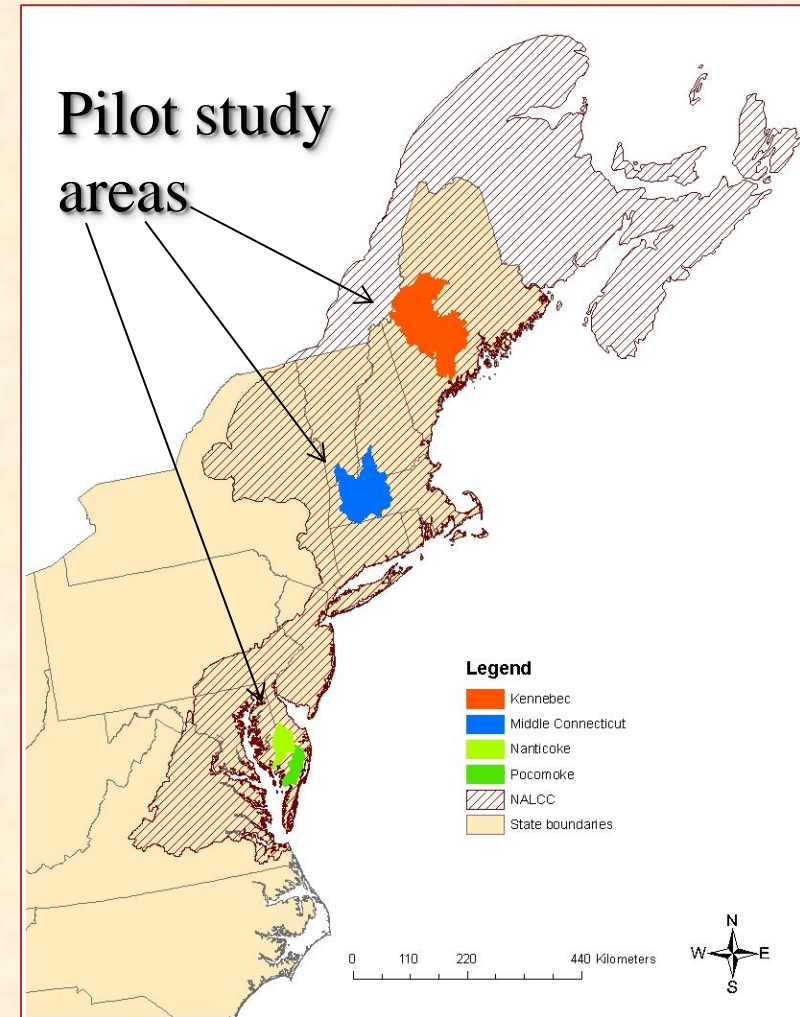 Pilot study
areas
Legend
Kennebec
Middle Connecticut
Nanticoke
Pocomoke
NALCC
State boundaries
0 110 220 440 Kilometers
N
W E
S